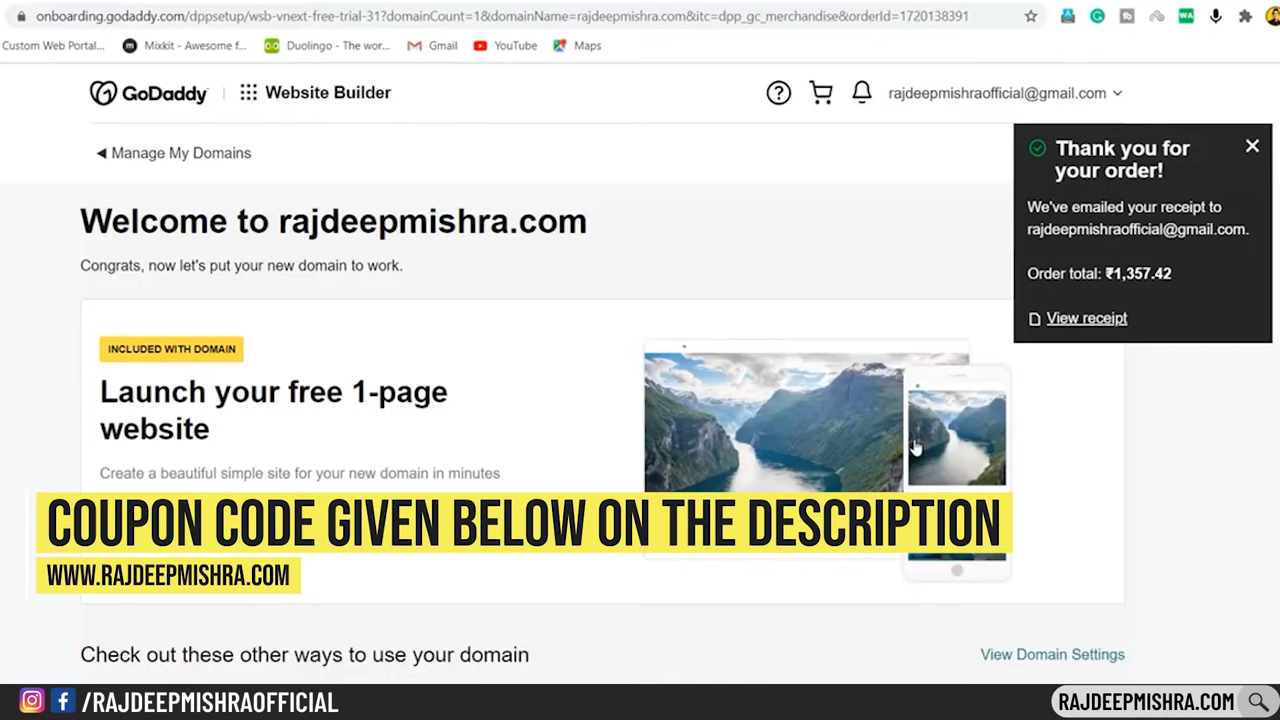 onboarding.godaddy.com/dppsetup/wsb-vnext-free-trial-31?domainCount=1&domainName=rajdeepmishra.com&itc=dpp_gc_merchandise&orderId=1720138391
Custom Web Portal... Mixkit - Awesome f... Duolingo - The wor... Gmail YouTube Maps
GoDaddy Website Builder rajdeepmishraofficial@gmail.com
Manage My Domains
Thank you for
your order!
We've emailed your receipt to
rajdeepmishraofficial@gmail.com.
Order total: ₹1,357.42
View receipt
Welcome to rajdeepmishra.com
Congrats, now let's put your new domain to work.
INCLUDED WITH DOMAIN
Launch your free 1-page
website
Create a beautiful simple site for your new domain in minutes
COUPON CODE GIVEN BELOW ON THE DESCRIPTION
WWW.RAJDEEPMISHRA.COM
Check out these other ways to use your domain
View Domain Settings
/RAJDEEPMISHRAOFFICIAL
RAJDEEPMISHRA.COM